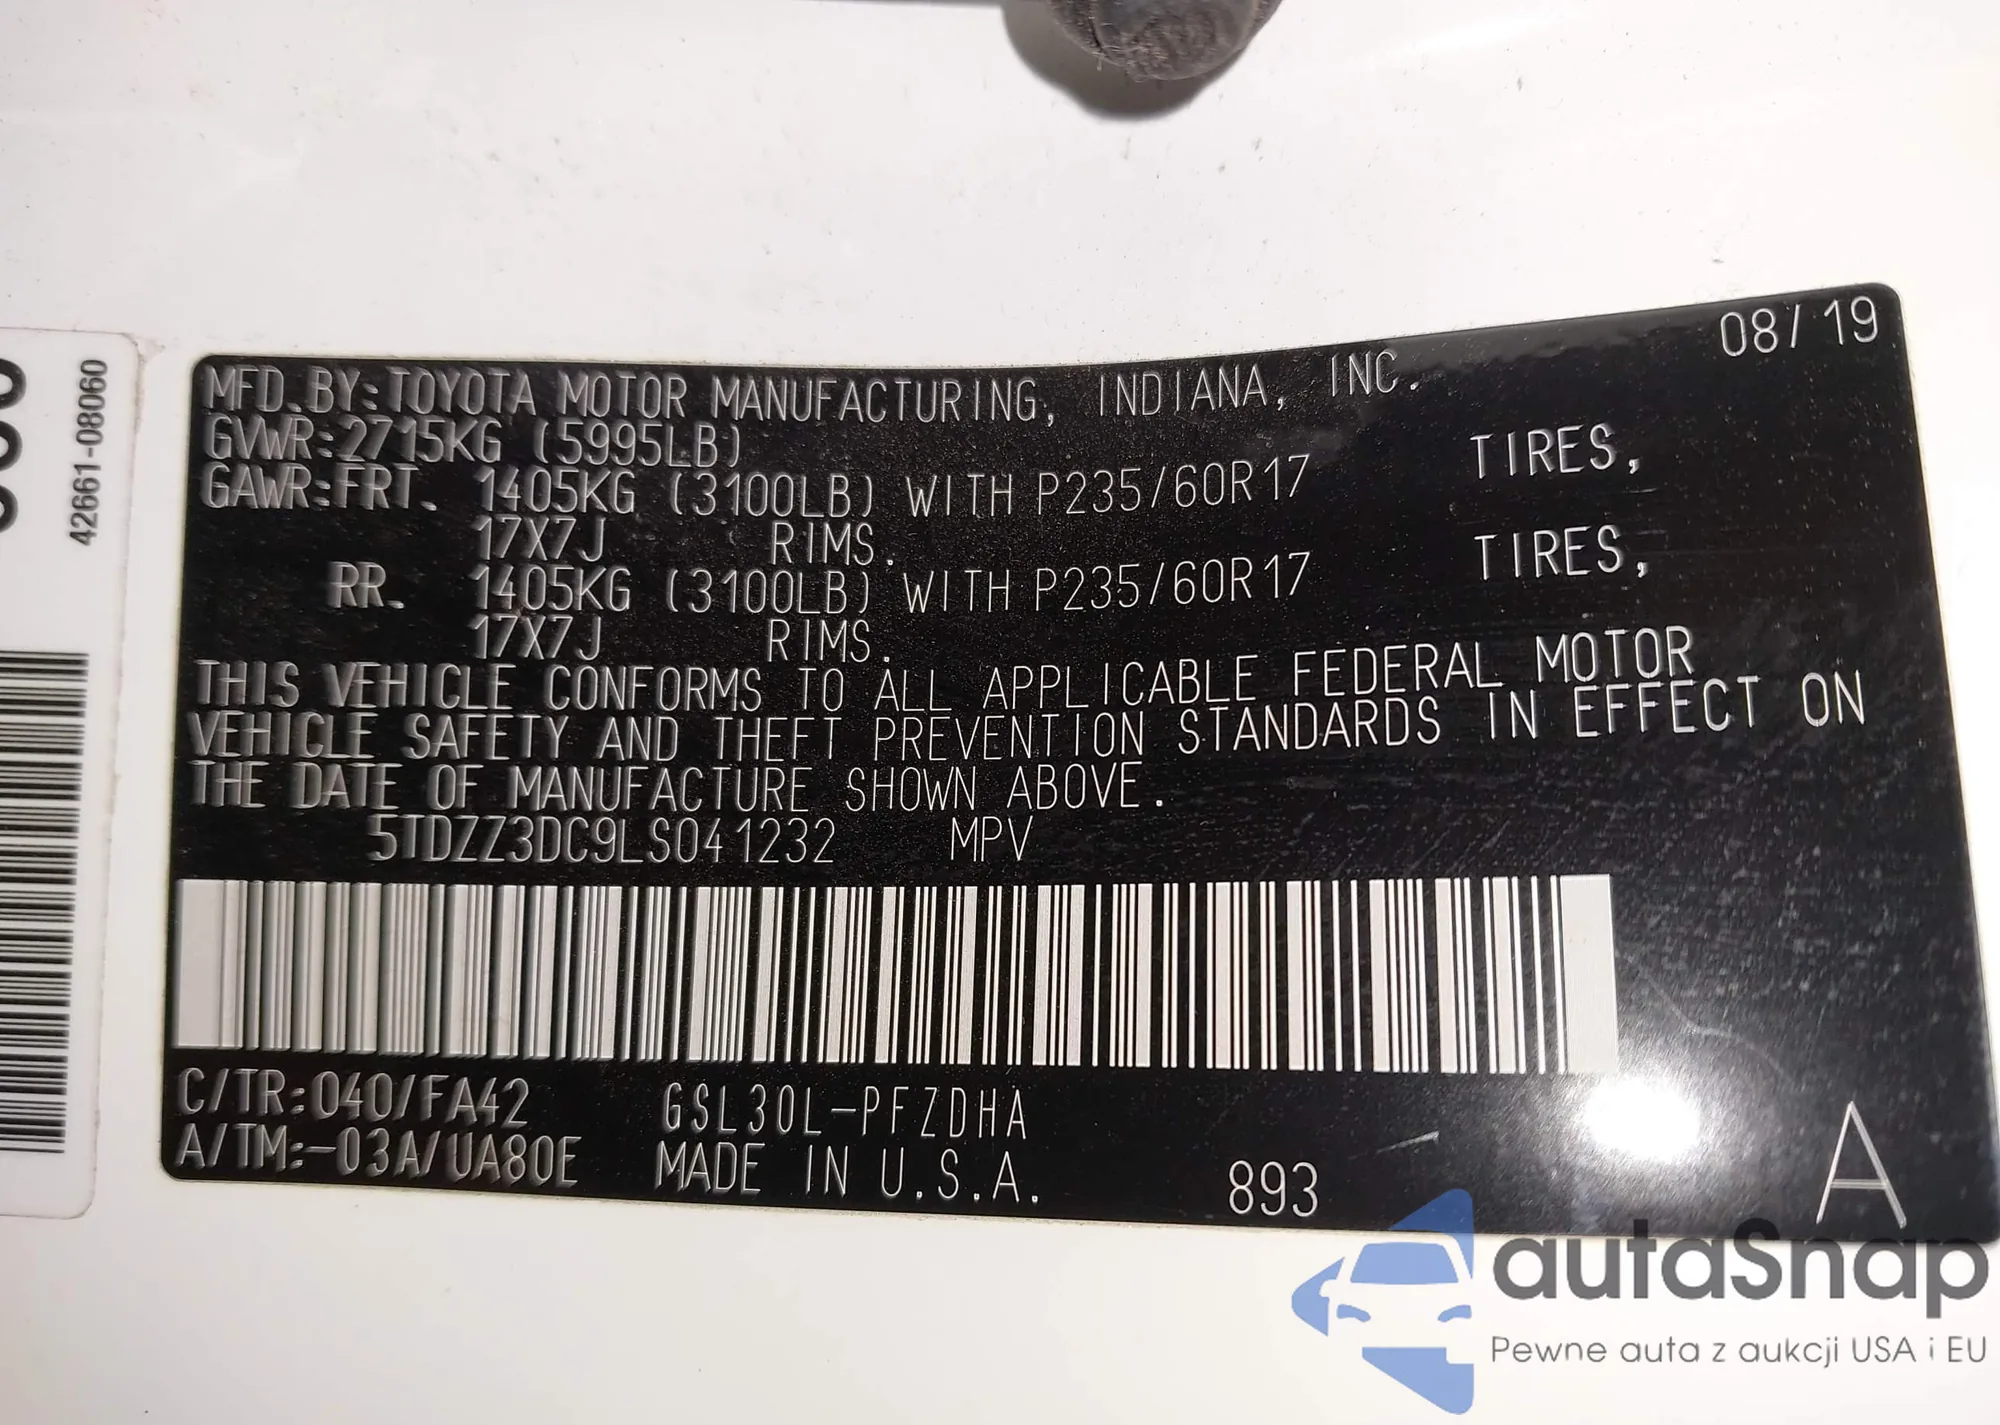 42661-08060
08/19
MFD.BY:TOYOTA MOTOR MANUFACTURING, INDIANA, INC.
GVWR:2715KG (5995LB)
GAWR:FRT. 1405KG (3100LB) WITH P235/60R17 TIRES,
17X7J RIMS.
RR. 1405KG (3100LB) WITH P235/60R17 TIRES,
17X7J RIMS.
THIS VEHICLE CONFORMS TO ALL APPLICABLE FEDERAL MOTOR
VEHICLE SAFETY AND THEFT PREVENTION STANDARDS IN EFFECT ON
THE DATE OF MANUFACTURE SHOWN ABOVE.
5TDZZ3DC9LS041232 MPV
C/TR:040/FA42 GSL30L-PFZDHA
A/TM:-03A/UA80E MADE IN U.S.A. 893 A
autaSnap
Pewne auta z aukcji USA i EU